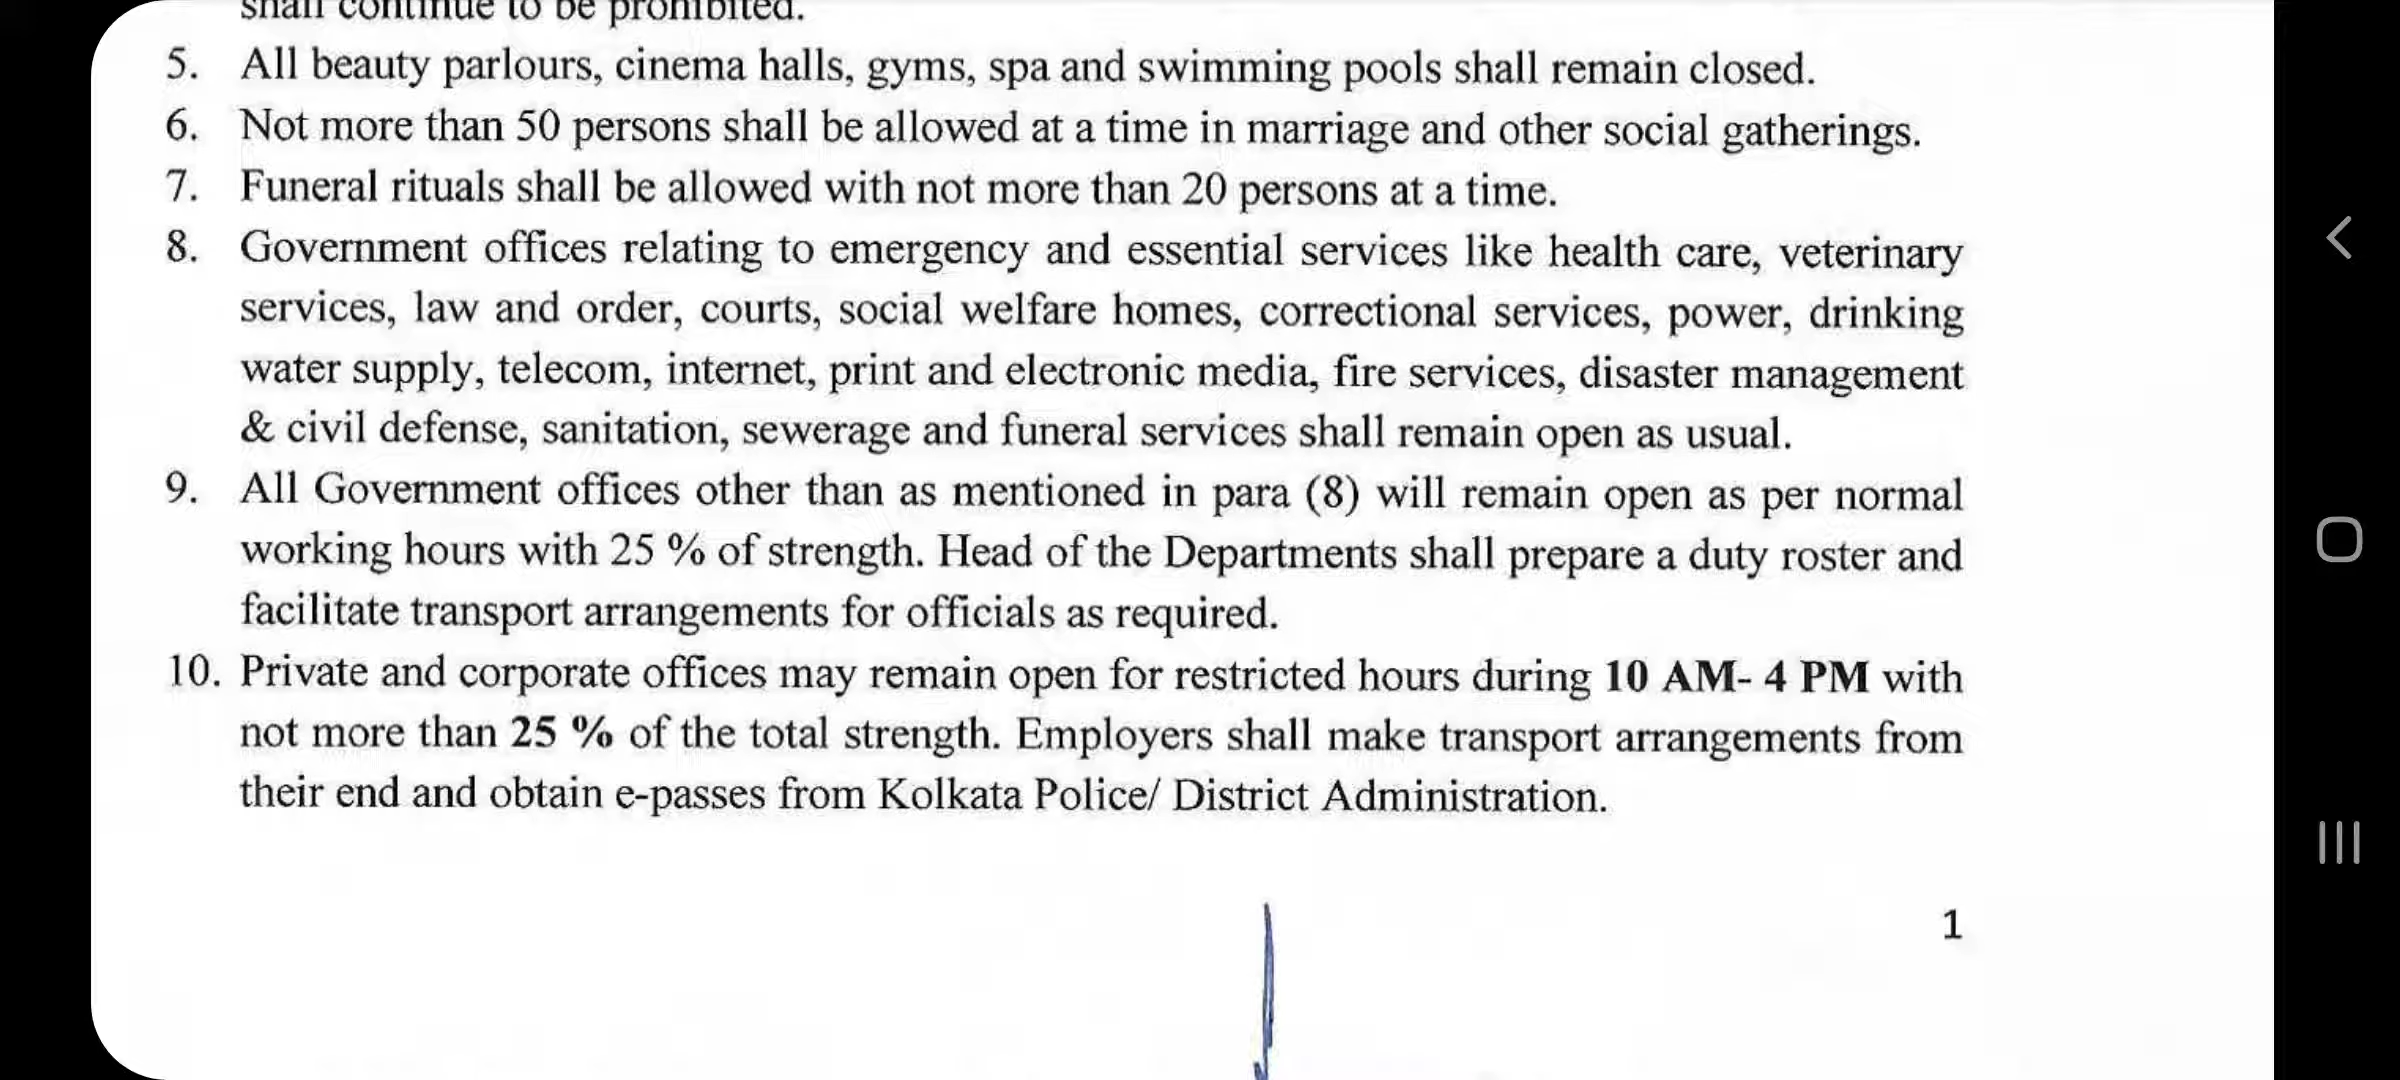 shall continue to be prohibited.
5. All beauty parlours, cinema halls, gyms, spa and swimming pools shall remain closed.
6. Not more than 50 persons shall be allowed at a time in marriage and other social gatherings.
7. Funeral rituals shall be allowed with not more than 20 persons at a time.
8. Government offices relating to emergency and essential services like health care, veterinary
services, law and order, courts, social welfare homes, correctional services, power, drinking
water supply, telecom, internet, print and electronic media, fire services, disaster management
& civil defense, sanitation, sewerage and funeral services shall remain open as usual.
9. All Government offices other than as mentioned in para (8) will remain open as per normal
working hours with 25 % of strength. Head of the Departments shall prepare a duty roster and
facilitate transport arrangements for officials as required.
10. Private and corporate offices may remain open for restricted hours during 10 AM- 4 PM with
not more than 25 % of the total strength. Employers shall make transport arrangements from
their end and obtain e-passes from Kolkata Police/ District Administration.
1